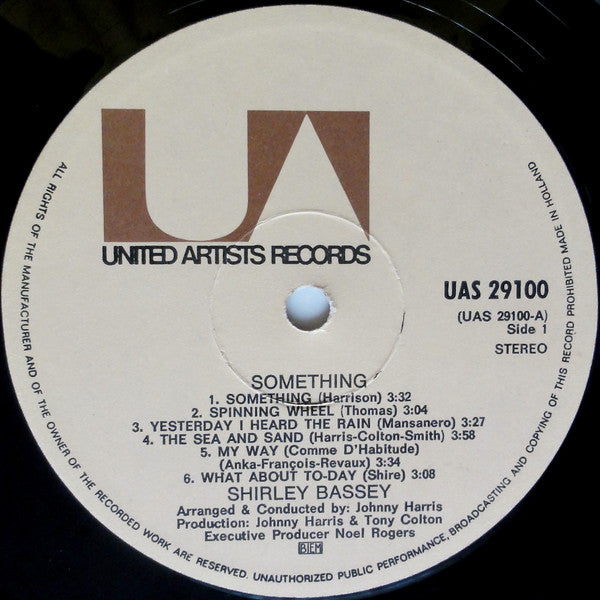 UA
UNITED ARTISTS RECORDS
UAS 29100
(UAS 29100-A)
Side 1
STEREO
SOMETHING
1. SOMETHING (Harrison) 3:32
2. SPINNING WHEEL (Thomas) 3:04
3. YESTERDAY I HEARD THE RAIN (Mansanero) 3:27
4. THE SEA AND SAND (Harris-Colton-Smith) 3:58
5. MY WAY (Comme D'Habitude)
(Anka-François-Revaux) 3:34
6. WHAT ABOUT TO-DAY (Shire) 3:08
SHIRLEY BASSEY
Arranged & Conducted by: Johnny Harris
Production: Johnny Harris & Tony Colton
Executive Producer Noel Rogers
BIEM
ALL RIGHTS OF THE MANUFACTURER AND OF THE OWNER OF THE RECORDED WORK ARE RESERVED. UNAUTHORIZED PUBLIC PERFORMANCE, BROADCASTING AND COPYING OF THIS RECORD PROHIBITED MADE IN HOLLAND